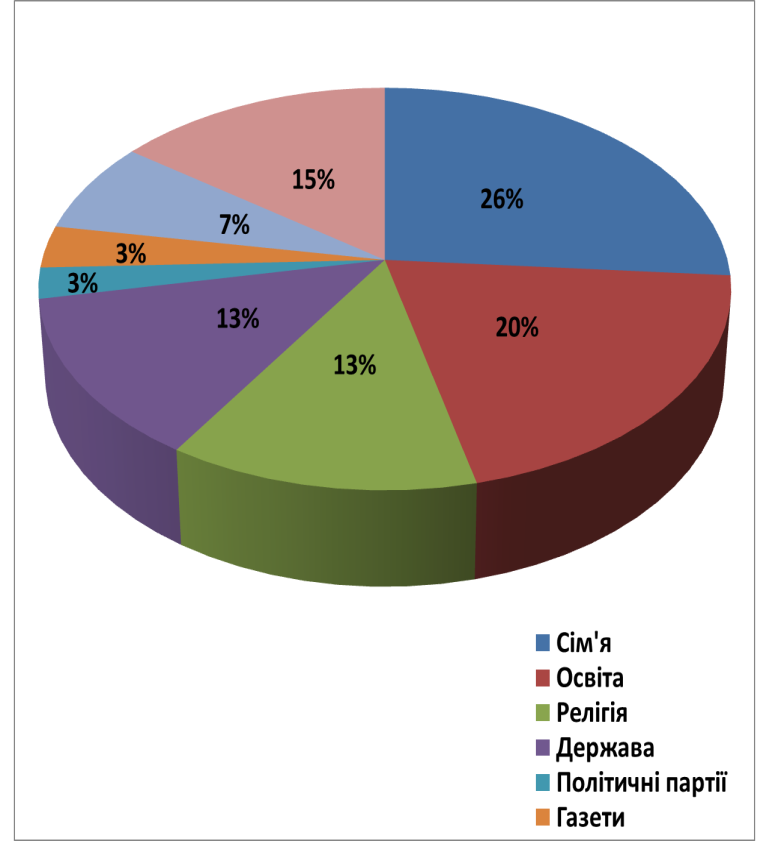 15%
26%
7%
3%
3%
13%
20%
13%
Сім'я
Освіта
Релігія
Держава
Політичні партії
Газети